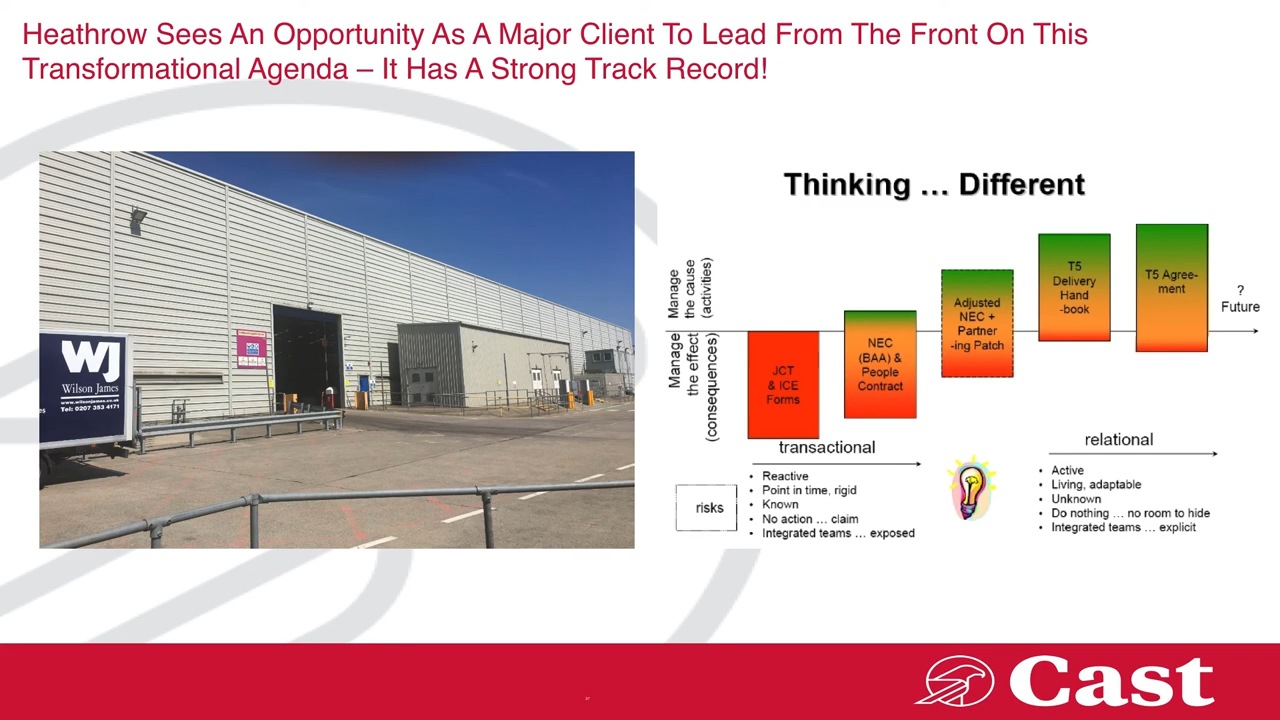 Heathrow Sees An Opportunity As A Major Client To Lead From The Front On This
Transformational Agenda – It Has A Strong Track Record!
WJ
Wilson James
www.wilsonjames.co.uk
Tel: 0207 353 4171
Thinking … Different
Manage
the cause
(activities)
Manage
the effect
(consequences)
JCT
& ICE
Forms
NEC
(BAA) &
People
Contract
Adjusted
NEC +
Partner
-ing Patch
T5
Delivery
Hand
-book
T5 Agree-
ment
?
Future
transactional
relational
risks
• Reactive
• Point in time, rigid
• Known
• No action … claim
• Integrated teams … exposed
• Active
• Living, adaptable
• Unknown
• Do nothing … no room to hide
• Integrated teams … explicit
Cast